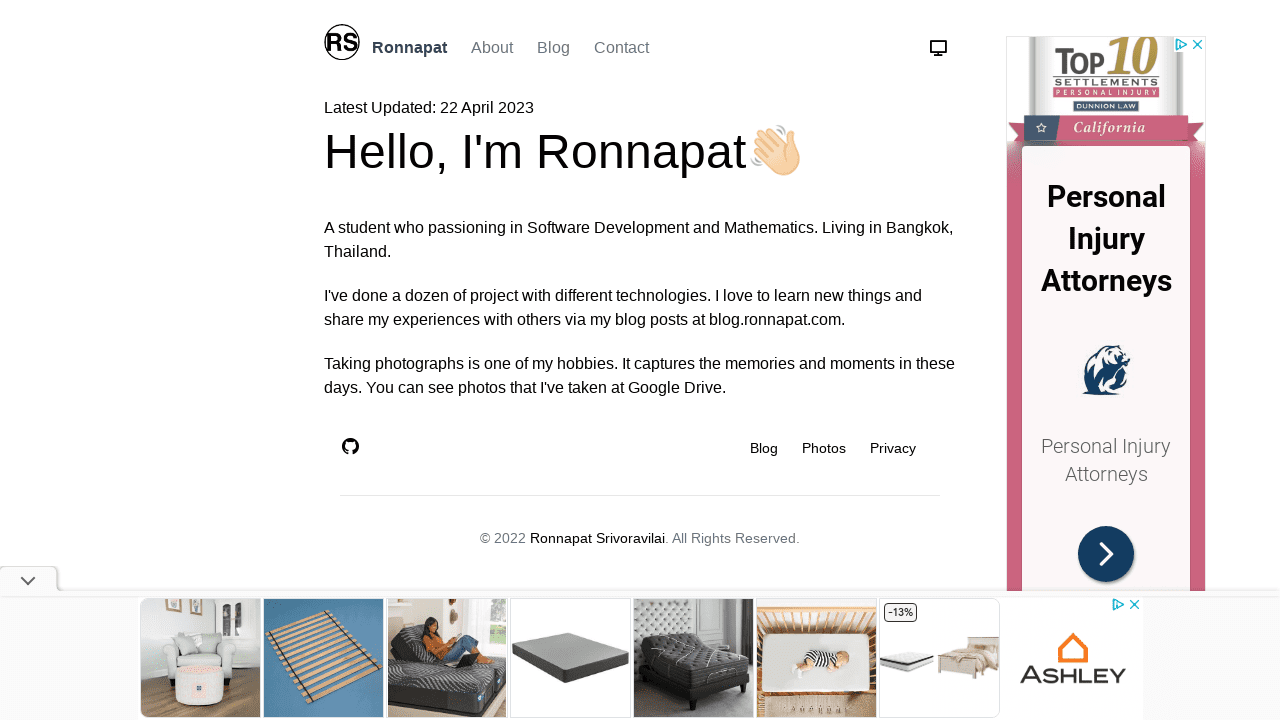 RS
Ronnapat About Blog Contact
Latest Updated: 22 April 2023
Hello, I'm Ronnapat👋🏻
A student who passioning in Software Development and Mathematics. Living in Bangkok,
Thailand.
I've done a dozen of project with different technologies. I love to learn new things and
share my experiences with others via my blog posts at blog.ronnapat.com.
Taking photographs is one of my hobbies. It captures the memories and moments in these
days. You can see photos that I've taken at Google Drive.
Blog Photos Privacy
© 2022 Ronnapat Srivoravilai. All Rights Reserved.
TOP 10
SETTLEMENTS
PERSONAL INJURY
DUNNION LAW
California
Personal
Injury
Attorneys
Personal Injury
Attorneys
-13%
ASHLEY